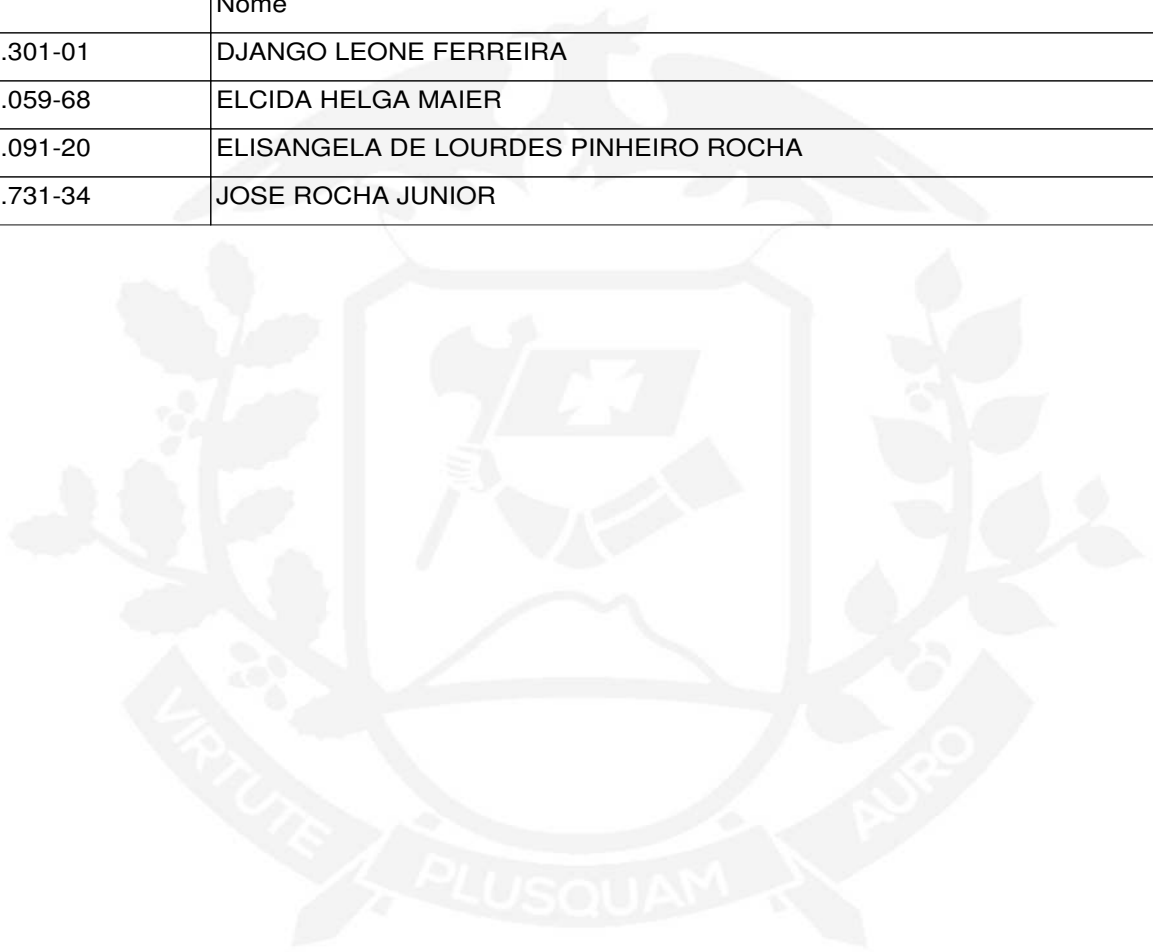 Nome
.301-01 DJANGO LEONE FERREIRA
.059-68 ELCIDA HELGA MAIER
.091-20 ELISANGELA DE LOURDES PINHEIRO ROCHA
.731-34 JOSE ROCHA JUNIOR
VIRTUTE PLUSQUAM AURO